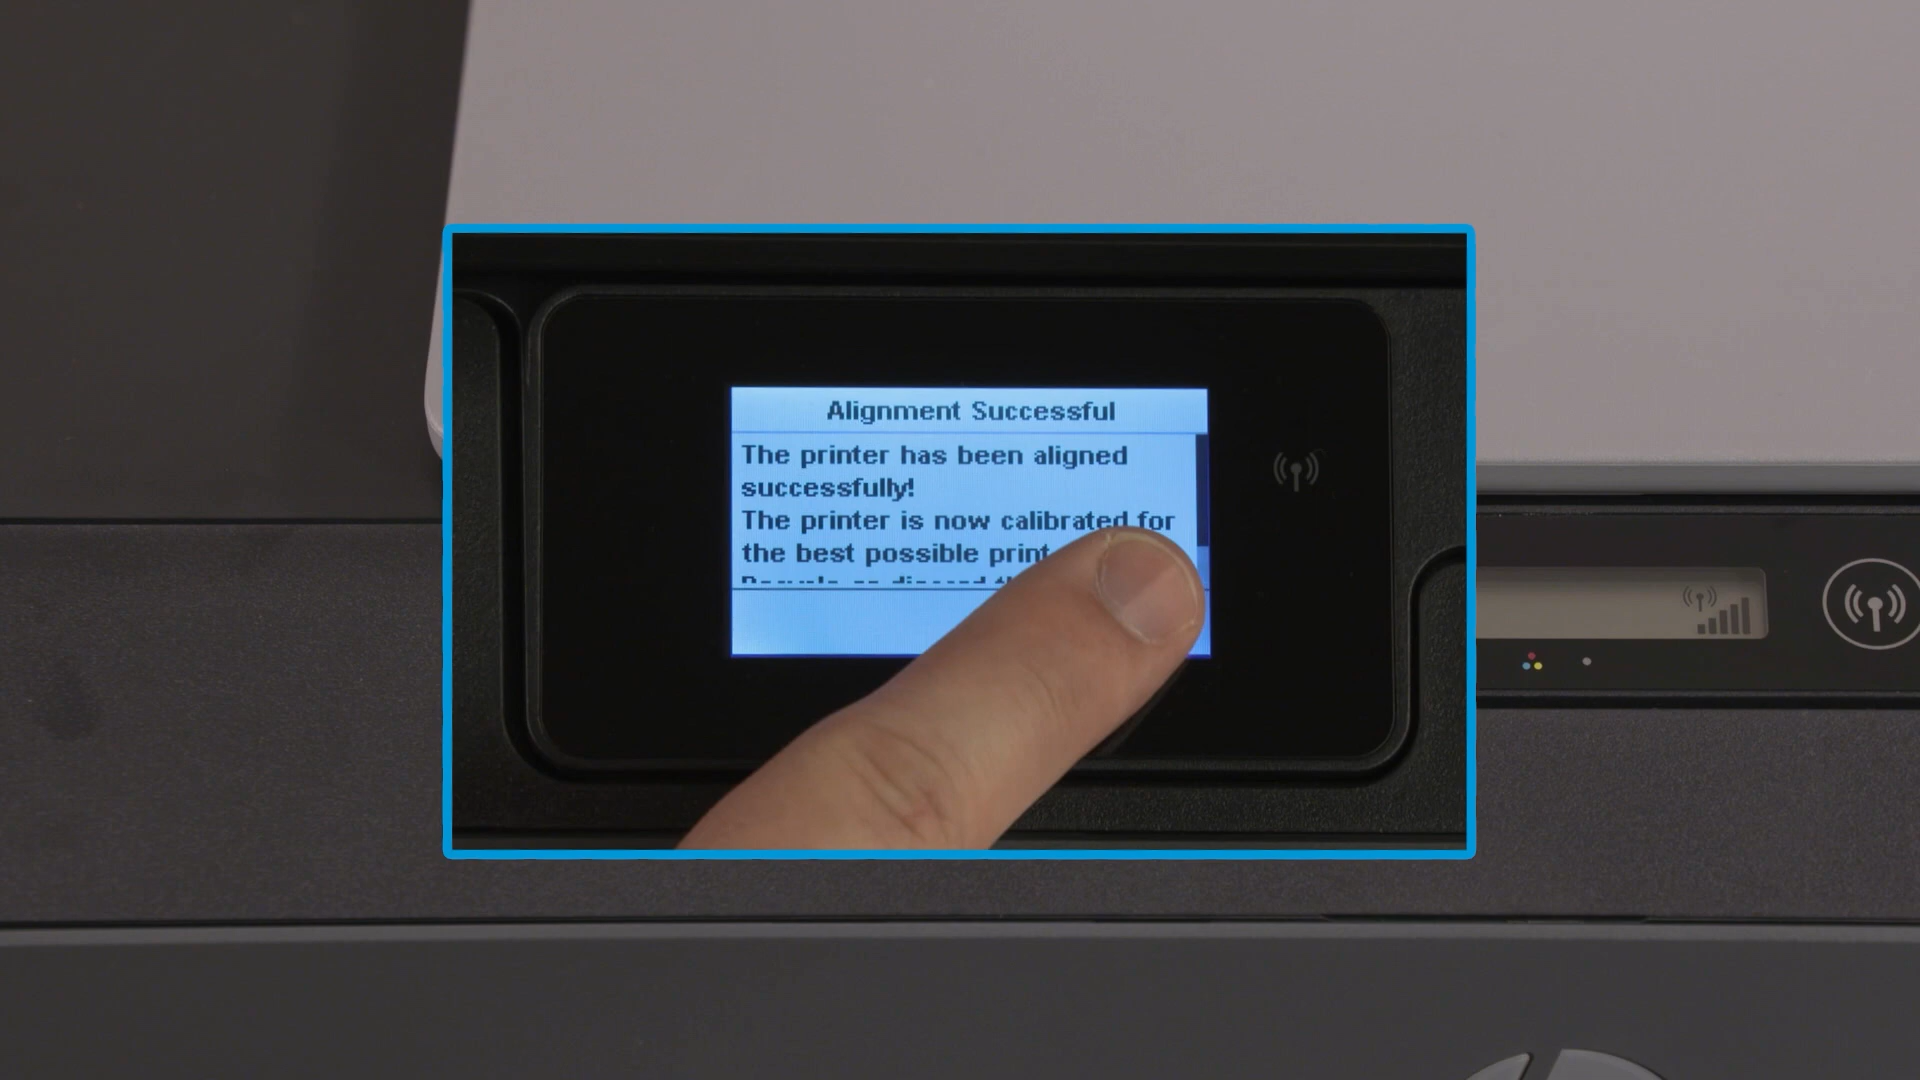 Alignment Successful
The printer has been aligned
successfully!
The printer is now calibrated for
the best possible print